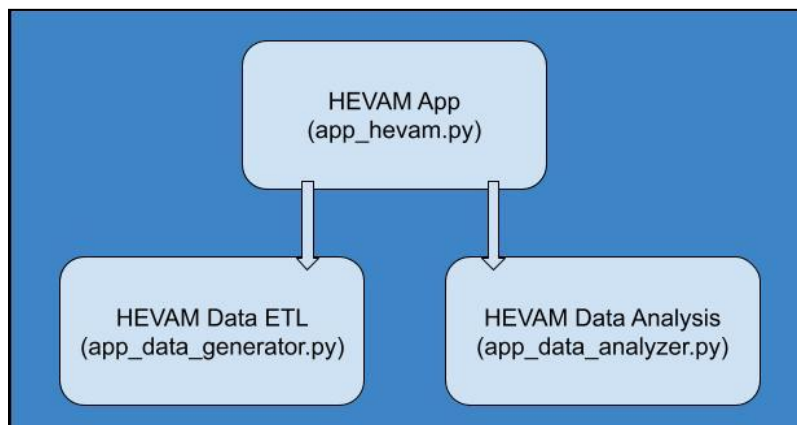 HEVAM App
(app_hevam.py)
HEVAM Data ETL
(app_data_generator.py)
HEVAM Data Analysis
(app_data_analyzer.py)